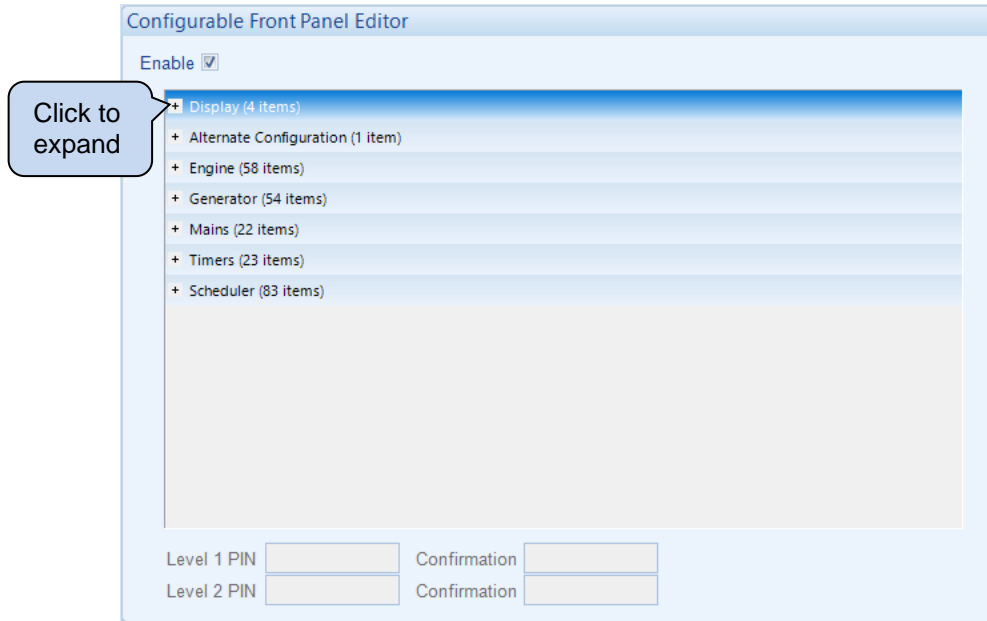 Configurable Front Panel Editor
Enable
Click to
expand
+ Display (4 items)
+ Alternate Configuration (1 item)
+ Engine (58 items)
+ Generator (54 items)
+ Mains (22 items)
+ Timers (23 items)
+ Scheduler (83 items)
Level 1 PIN Confirmation
Level 2 PIN Confirmation